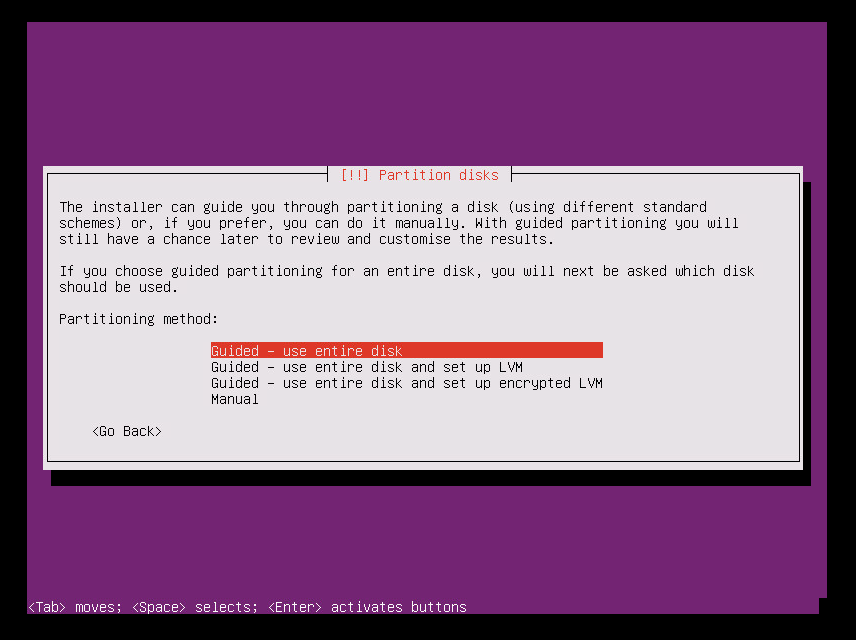 [!!] Partition disks
The installer can guide you through partitioning a disk (using different standard
schemes) or, if you prefer, you can do it manually. With guided partitioning you will
still have a chance later to review and customise the results.
If you choose guided partitioning for an entire disk, you will next be asked which disk
should be used.
Partitioning method:
Guided - use entire disk
Guided - use entire disk and set up LVM
Guided - use entire disk and set up encrypted LVM
Manual
<Go Back>
<Tab> moves; <Space> selects; <Enter> activates buttons